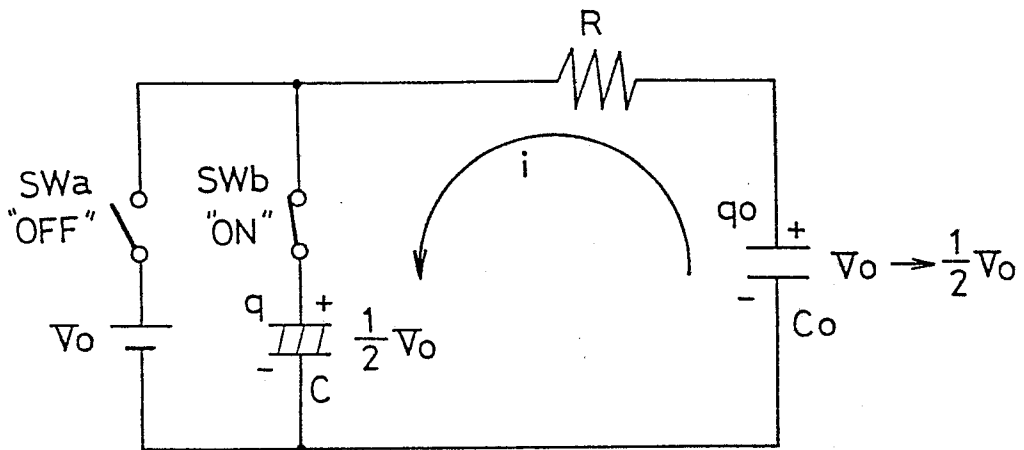 R
SWa
"OFF"
SWb
"ON"
i
qo
+
Vo → 1/2 Vo
-
Co
Vo
q
+
1/2 Vo
-
C